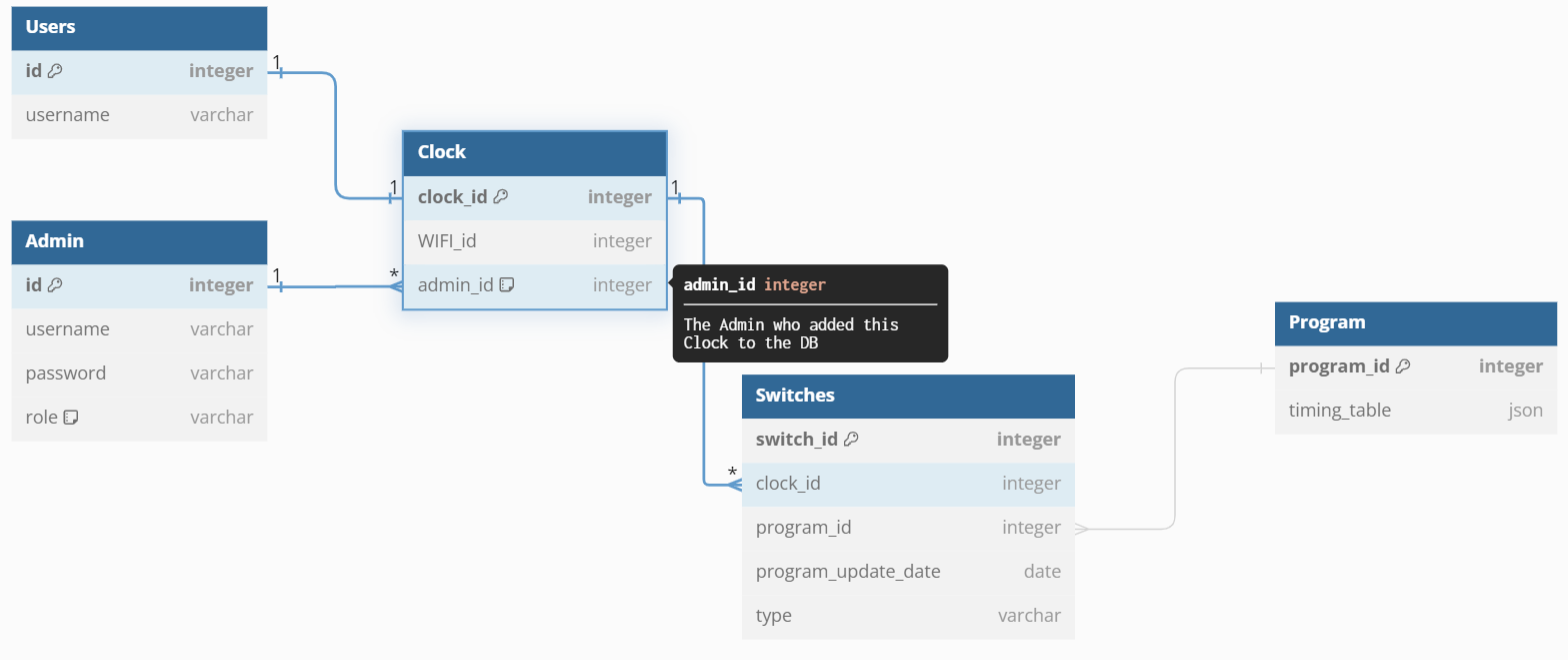 Users
id integer
username varchar
1
1
Clock
clock_id integer
WIFI_id integer
admin_id integer
1
Admin
id integer
username varchar
password varchar
role varchar
1
*
admin_id integer
The Admin who added this
Clock to the DB
Switches
switch_id integer
clock_id integer
program_id integer
program_update_date date
type varchar
*
Program
program_id integer
timing_table json